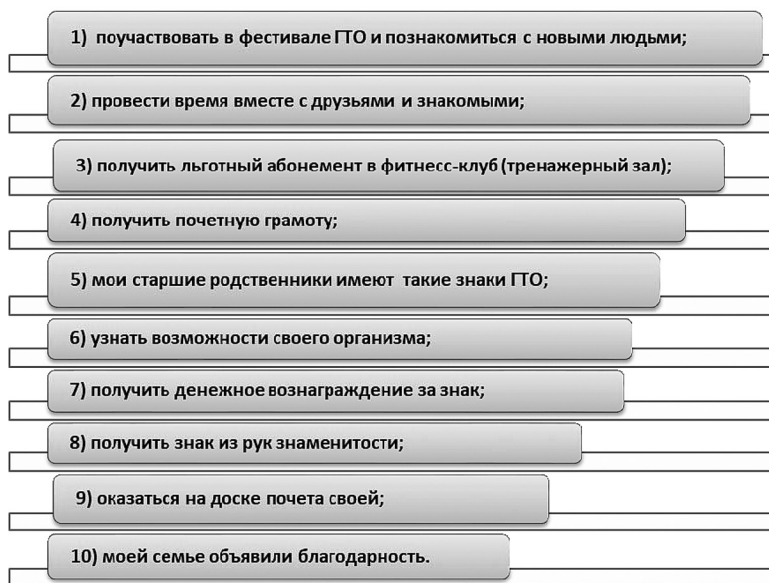 1) поучаствовать в фестивале ГТО и познакомиться с новыми людьми;
2) провести время вместе с друзьями и знакомыми;
3) получить льготный абонемент в фитнесс-клуб (тренажерный зал);
4) получить почетную грамоту;
5) мои старшие родственники имеют такие знаки ГТО;
6) узнать возможности своего организма;
7) получить денежное вознаграждение за знак;
8) получить знак из рук знаменитости;
9) оказаться на доске почета своей;
10) моей семье объявили благодарность.